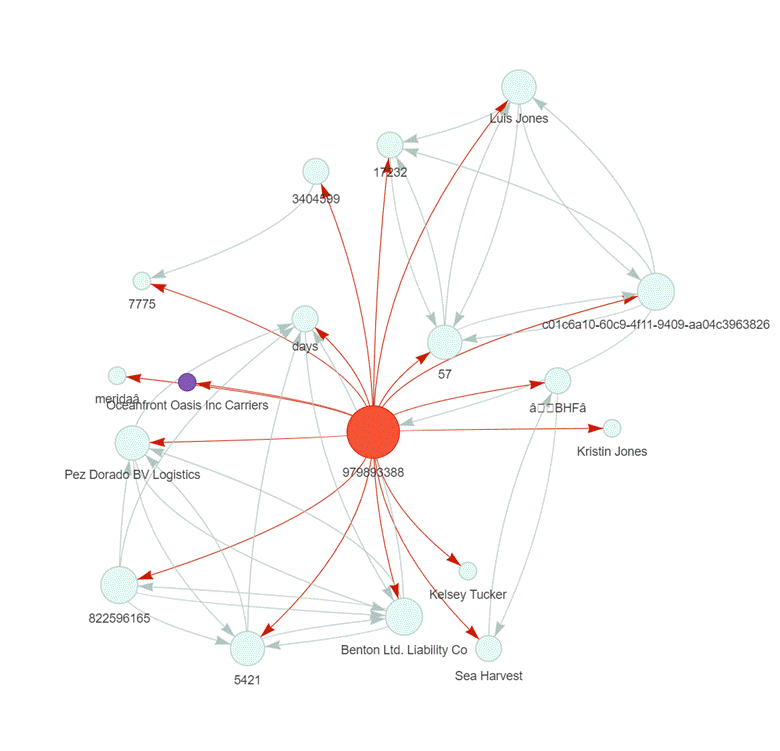 Luis Jones
17232
3404599
7775
c01c6a10-60c9-4f11-9409-aa04c3963826
days
57
meridaâ
Oceanfront Oasis Inc Carriers
â BHFâ
Kristin Jones
979893388
Pez Dorado BV Logistics
Kelsey Tucker
822596165
Benton Ltd. Liability Co
Sea Harvest
5421